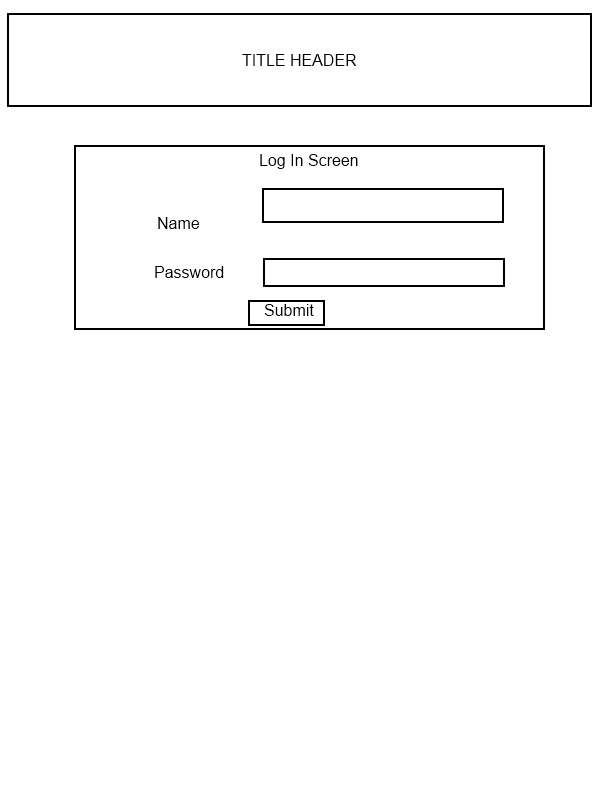 TITLE HEADER
Log In Screen
Name
Password
Submit